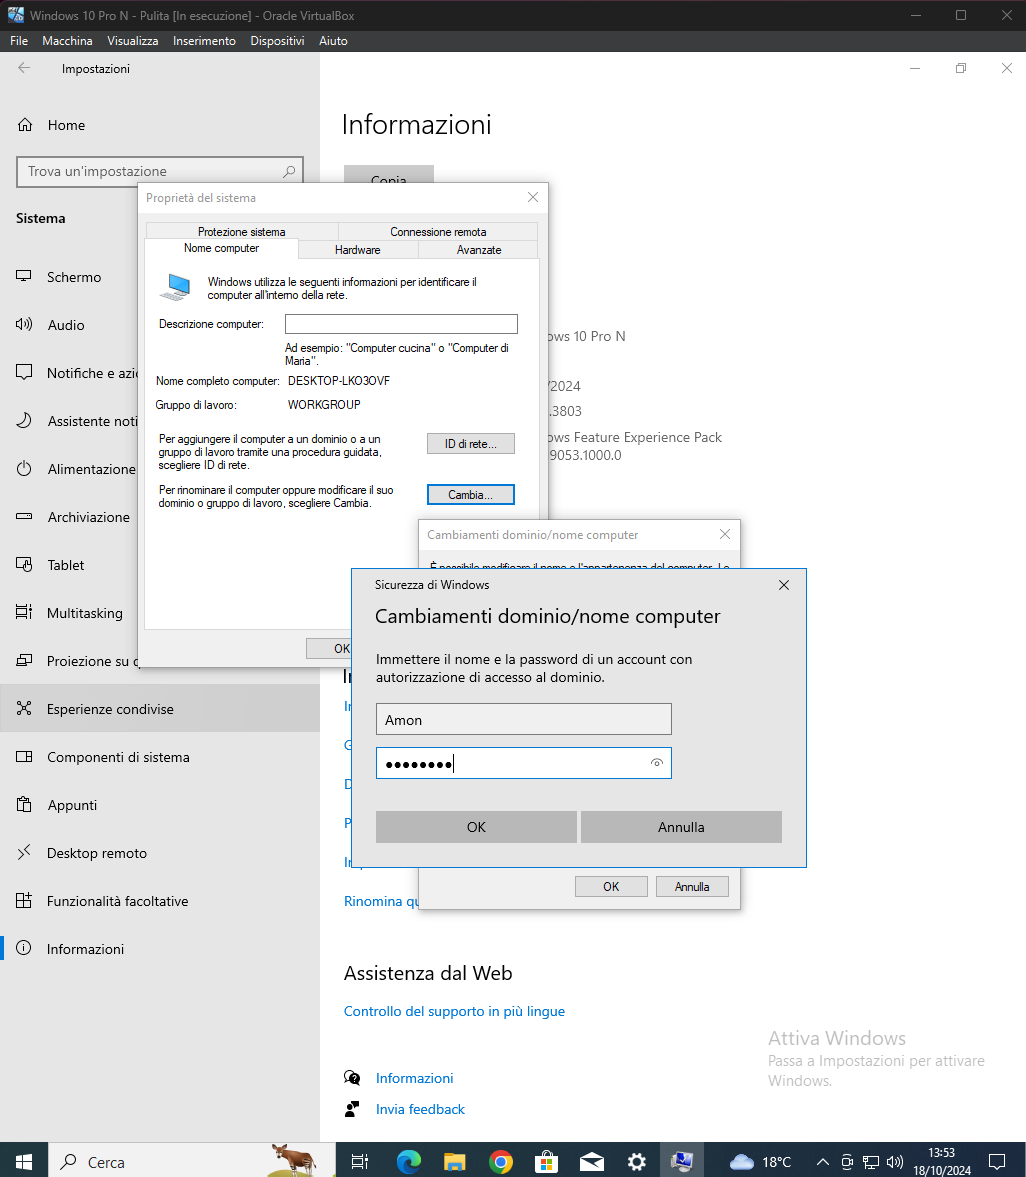 Windows 10 Pro N - Pulita [In esecuzione] - Oracle VirtualBox
File Macchina Visualizza Inserimento Dispositivi Aiuto
Impostazioni
Home
Trova un'impostazione
Sistema
Schermo
Audio
Notifiche e azio
Assistente noti
Alimentazione
Archiviazione
Tablet
Multitasking
Proiezione su q
Esperienze condivise
Componenti di sistema
Appunti
Desktop remoto
Funzionalità facoltative
Informazioni
Informazioni
Copia
ows 10 Pro N
/2024
.3803
ows Feature Experience Pack
9053.1000.0
Proprietà del sistema
Protezione sistema Connessione remota
Nome computer Hardware Avanzate
Windows utilizza le seguenti informazioni per identificare il
computer all'interno della rete.
Descrizione computer:
Ad esempio: "Computer cucina" o "Computer di
Maria".
Nome completo computer: DESKTOP-LKO3OVF
Gruppo di lavoro: WORKGROUP
Per aggiungere il computer a un dominio o a un
gruppo di lavoro tramite una procedura guidata,
scegliere ID di rete.
ID di rete...
Per rinominare il computer oppure modificare il suo
dominio o gruppo di lavoro, scegliere Cambia.
Cambia...
OK
Cambiamenti dominio/nome computer
È possibile modificare il nome e l'appartenenza del computer. Le
Sicurezza di Windows
Cambiamenti dominio/nome computer
Immettere il nome e la password di un account con
autorizzazione di accesso al dominio.
Amon
●●●●●●●●
OK Annulla
OK Annulla
Rinomina qu
Assistenza dal Web
Controllo del supporto in più lingue
Informazioni
Invia feedback
Attiva Windows
Passa a Impostazioni per attivare
Windows.
Cerca
18°C
13:53
18/10/2024